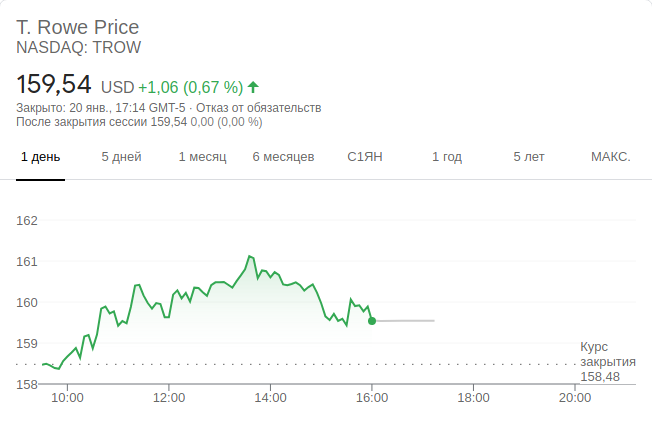 T. Rowe Price
NASDAQ: TROW
159,54 USD +1,06 (0,67 %)
Закрыто: 20 янв., 17:14 GMT-5 · Отказ от обязательств
После закрытия сессии 159,54 0,00 (0,00 %)
1 день 5 дней 1 месяц 6 месяцев С1ЯН 1 год 5 лет МАКС.
162
161
160
159
158
Курс
закрытия
158,48
10:00 12:00 14:00 16:00 18:00 20:00